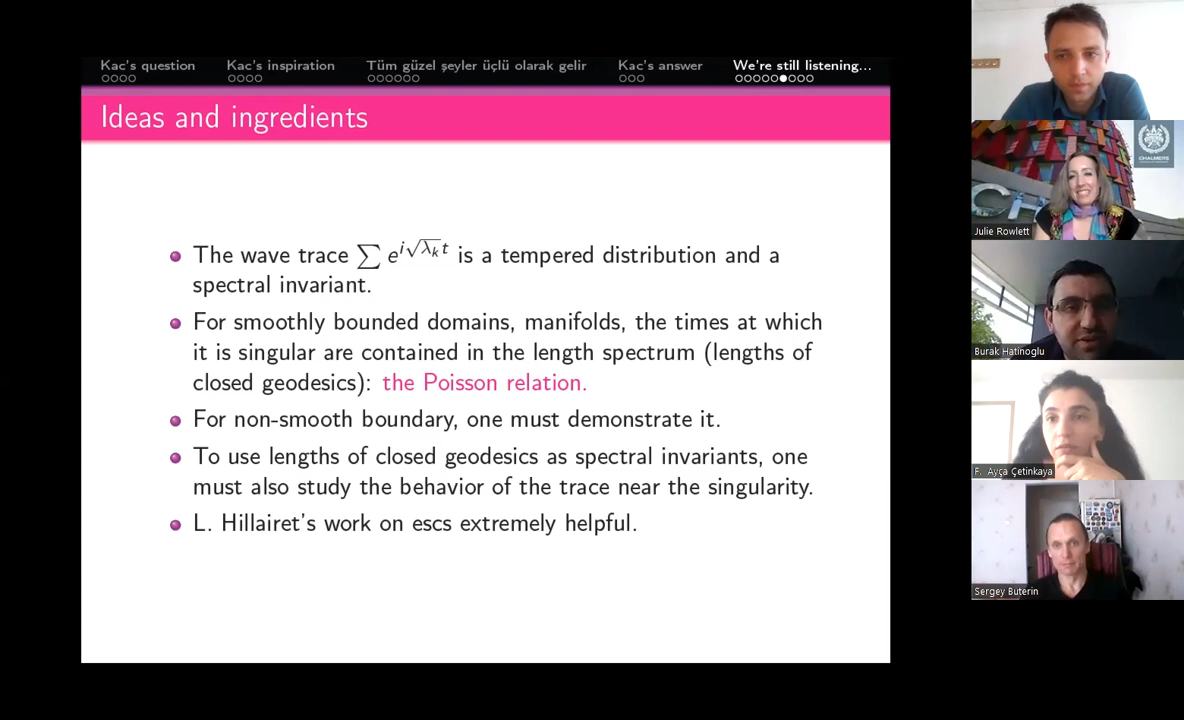 Kac's question Kac's inspiration Tüm güzel şeyler üçlü olarak gelir Kac's answer We're still listening...
Ideas and ingredients
The wave trace ∑ e^{i√λ_k t} is a tempered distribution and a
spectral invariant.
For smoothly bounded domains, manifolds, the times at which
it is singular are contained in the length spectrum (lengths of
closed geodesics): the Poisson relation.
For non-smooth boundary, one must demonstrate it.
To use lengths of closed geodesics as spectral invariants, one
must also study the behavior of the trace near the singularity.
L. Hillairet's work on escs extremely helpful.
CHALMERS
CH
Julie Rowlett
Burak Hatinoglu
F. Ayça Çetinkaya
Sergey Buterin